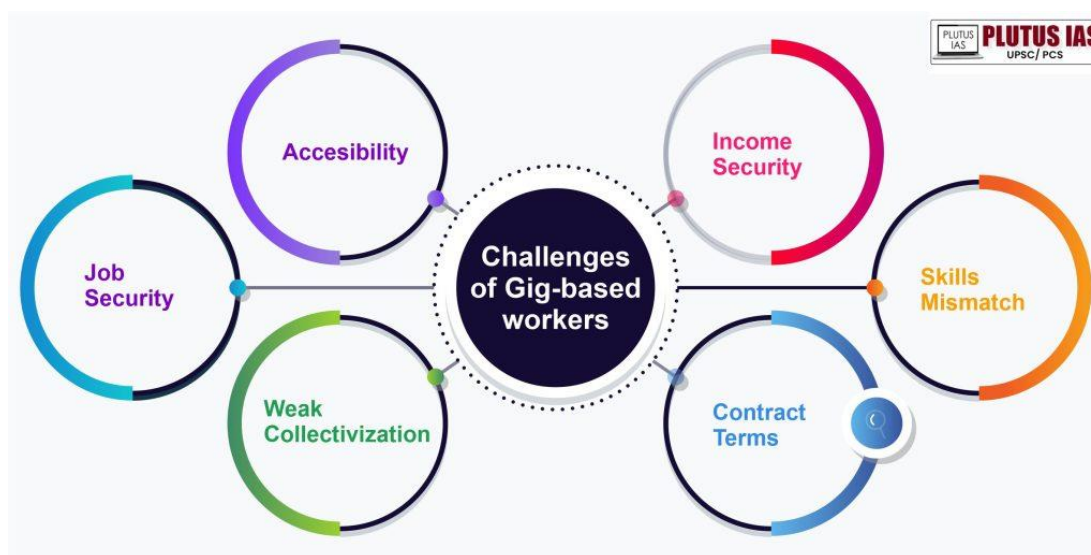 PLUTUS
IAS
PLUTUS IAS
UPSC/ PCS
Accesibility
Income
Security
Job
Security
Challenges
of Gig-based
workers
Skills
Mismatch
Weak
Collectivization
Contract
Terms